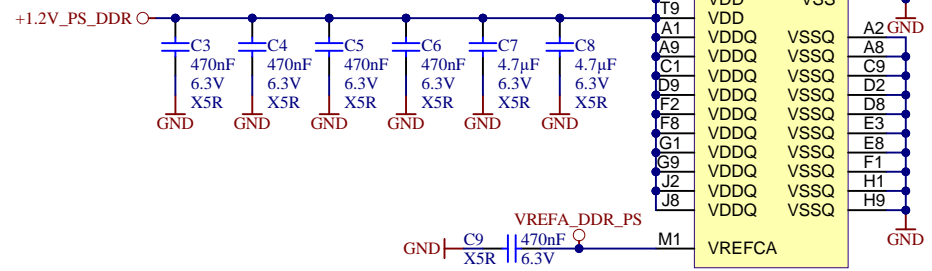 VDD VSS
T9 VDD GND
+1.2V_PS_DDR
A1 VDDQ VSSQ A2
A9 VDDQ VSSQ A8
C1 VDDQ VSSQ C9
D9 VDDQ VSSQ D2
F2 VDDQ VSSQ D8
F8 VDDQ VSSQ E3
G1 VDDQ VSSQ E8
G9 VDDQ VSSQ F1
J2 VDDQ VSSQ H1
J8 VDDQ VSSQ H9
GND
C3 C4 C5 C6 C7 C8
470nF 470nF 470nF 470nF 4.7µF 4.7µF
6.3V 6.3V 6.3V 6.3V 6.3V 6.3V
X5R X5R X5R X5R X5R X5R
GND GND GND GND GND GND
VREFA_DDR_PS
GND C9 470nF M1 VREFCA
X5R 6.3V